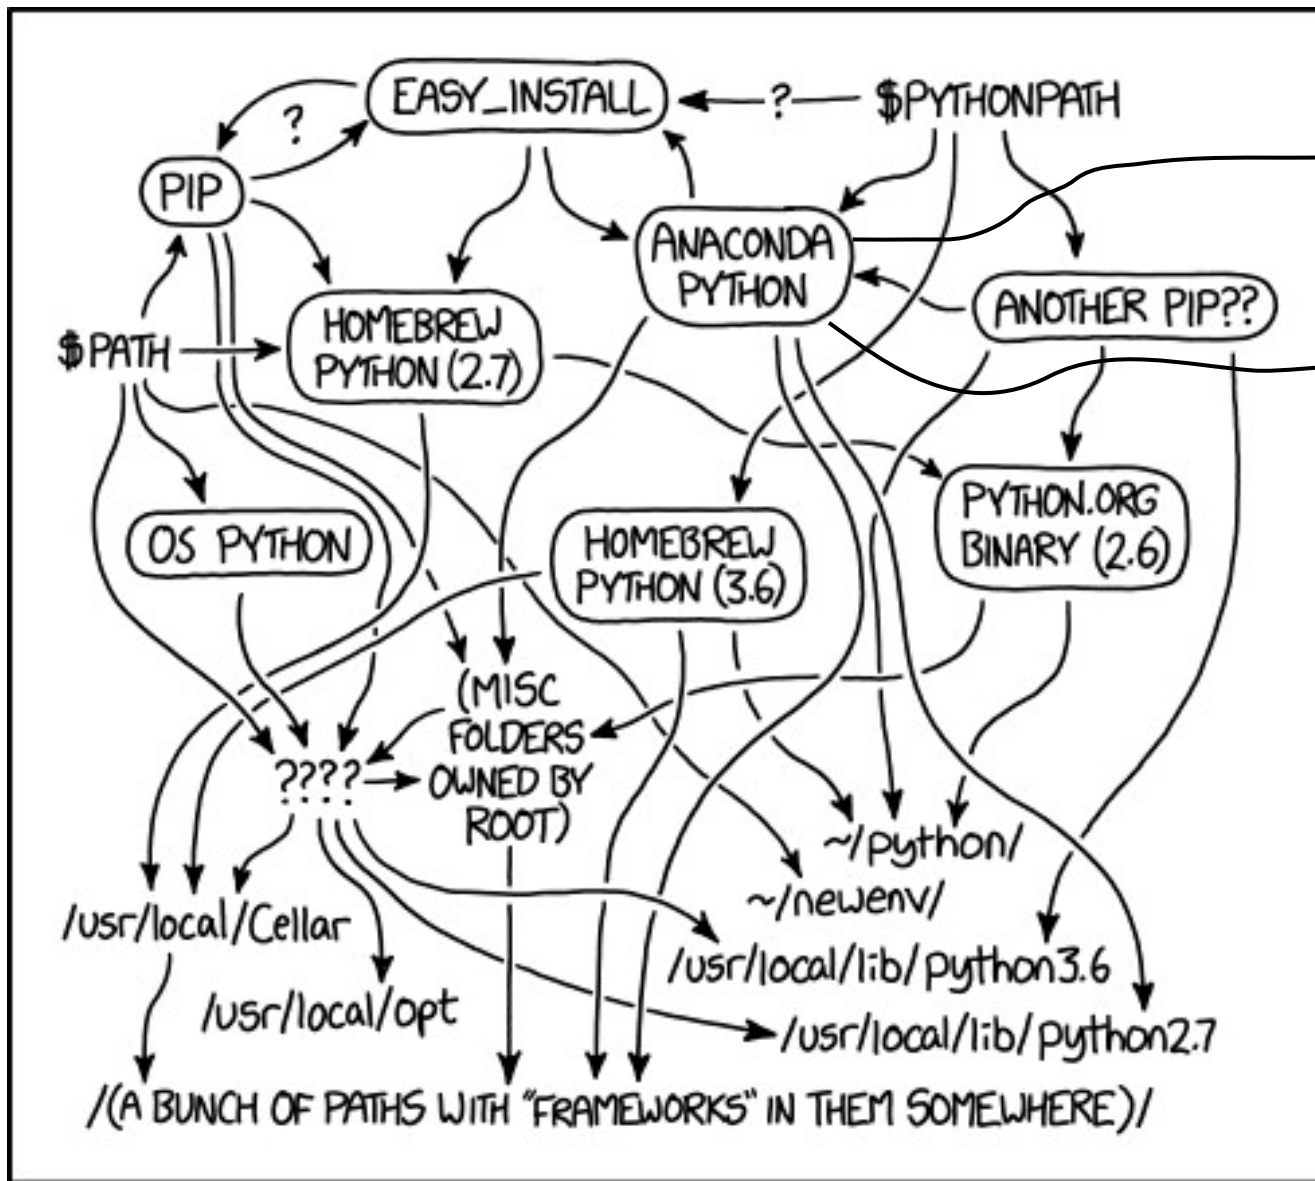 EASY_INSTALL
?
$PYTHONPATH
?
PIP
ANACONDA
PYTHON
ANOTHER PIP??
HOMEBREW
PYTHON (2.7)
$PATH
OS PYTHON
HOMEBREW
PYTHON (3.6)
PYTHON.ORG
BINARY (2.6)
(MISC
FOLDERS
OWNED BY
ROOT)
????
~/python/
~/newenv/
/usr/local/Cellar
/usr/local/lib/python3.6
/usr/local/opt
/usr/local/lib/python2.7
/(A BUNCH OF PATHS WITH "FRAMEWORKS" IN THEM SOMEWHERE)/